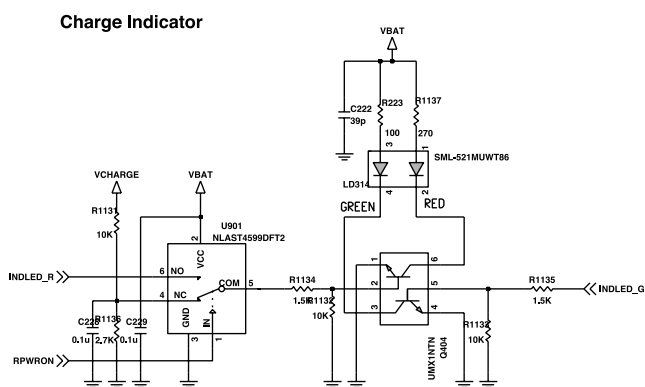 Charge Indicator
VBAT
C222
39p
R223
R1137
100
270
3
1
SML-521MUWT86
LD314
4
2
GREEN
RED
VCHARGE
VBAT
R1131
10K
U901
NLAST4599DFT2
2
VCC
INDLED_R
6
NO
COM
5
4
NC
GND
IN
3
1
C228
0.1u
R1136
2.7K
C229
0.1u
RPWRON
R1134
1.5K
R1132
10K
1
6
2
5
3
4
UMX1NTN
Q404
R1133
10K
R1135
1.5K
INDLED_G